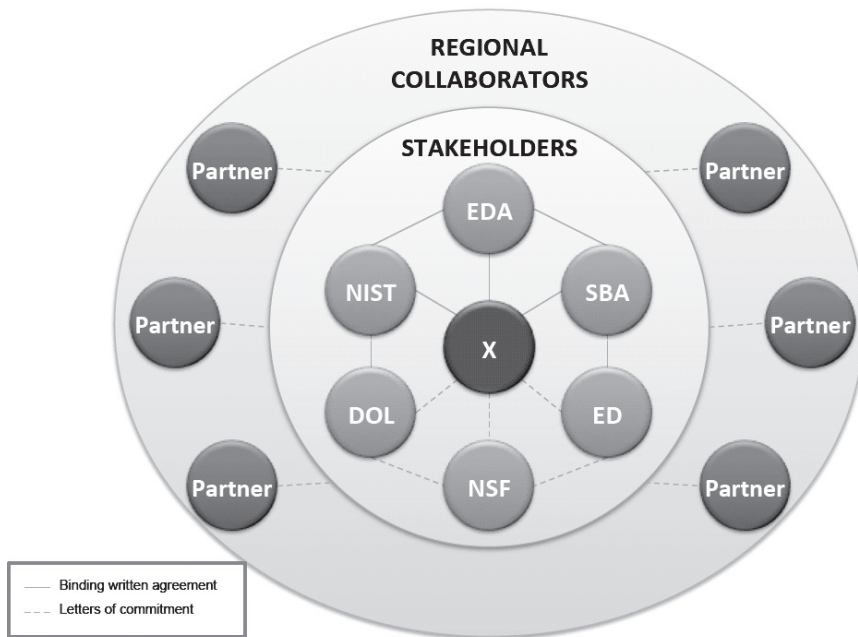 REGIONAL
COLLABORATORS
STAKEHOLDERS
Partner
Partner
EDA
NIST
SBA
Partner
X
Partner
DOL
ED
Partner
NSF
Partner
Binding written agreement
Letters of commitment